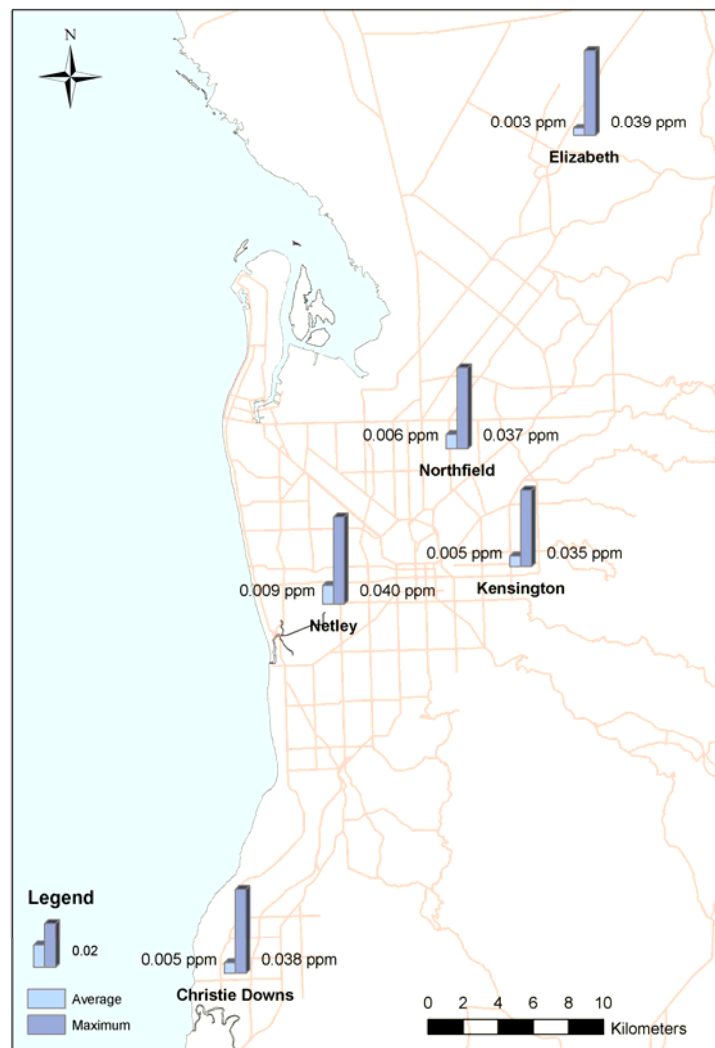 N
0.003 ppm 0.039 ppm
Elizabeth
0.006 ppm 0.037 ppm
Northfield
0.005 ppm 0.035 ppm
Kensington
0.009 ppm 0.040 ppm
Netley
0.005 ppm 0.038 ppm
Christie Downs
Legend
0.02
Average
Maximum
0 2 4 6 8 10
Kilometers